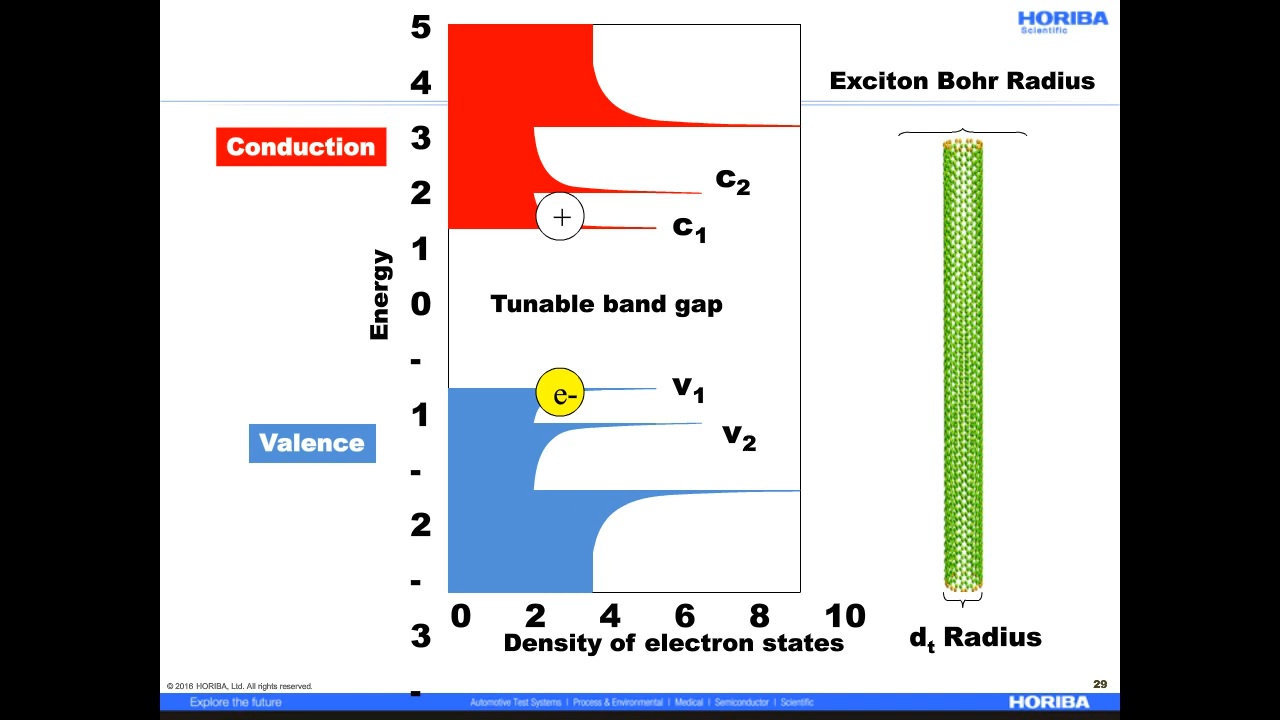 HORIBA
Scientific
Exciton Bohr Radius
5
4
3
2
1
0
-
1
-
2
-
3
-
Energy
Conduction
Valence
C2
C1
+
Tunable band gap
e-
V1
V2
0 2 4 6 8 10
Density of electron states
dt Radius
© 2016 HORIBA, Ltd. All rights reserved.
29
Explore the future
Automotive Test Systems | Process & Environmental | Medical | Semiconductor | Scientific
HORIBA